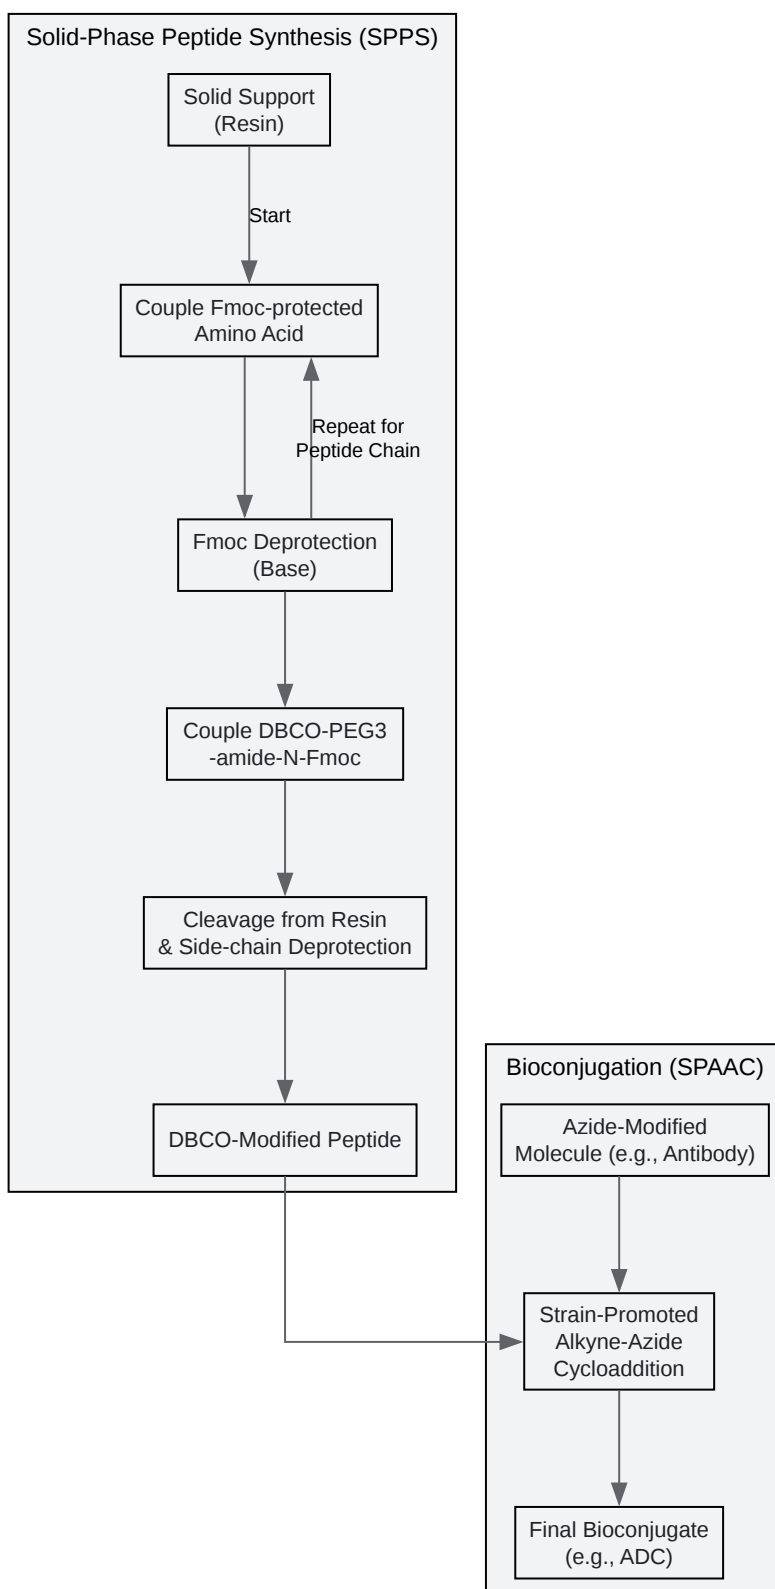 Solid-Phase Peptide Synthesis (SPPS)
Solid Support
(Resin)
Start
Couple Fmoc-protected
Amino Acid
Repeat for
Peptide Chain
Fmoc Deprotection
(Base)
Couple DBCO-PEG3
-amide-N-Fmoc
Cleavage from Resin
& Side-chain Deprotection
DBCO-Modified Peptide
Bioconjugation (SPAAC)
Azide-Modified
Molecule (e.g., Antibody)
Strain-Promoted
Alkyne-Azide
Cycloaddition
Final Bioconjugate
(e.g., ADC)